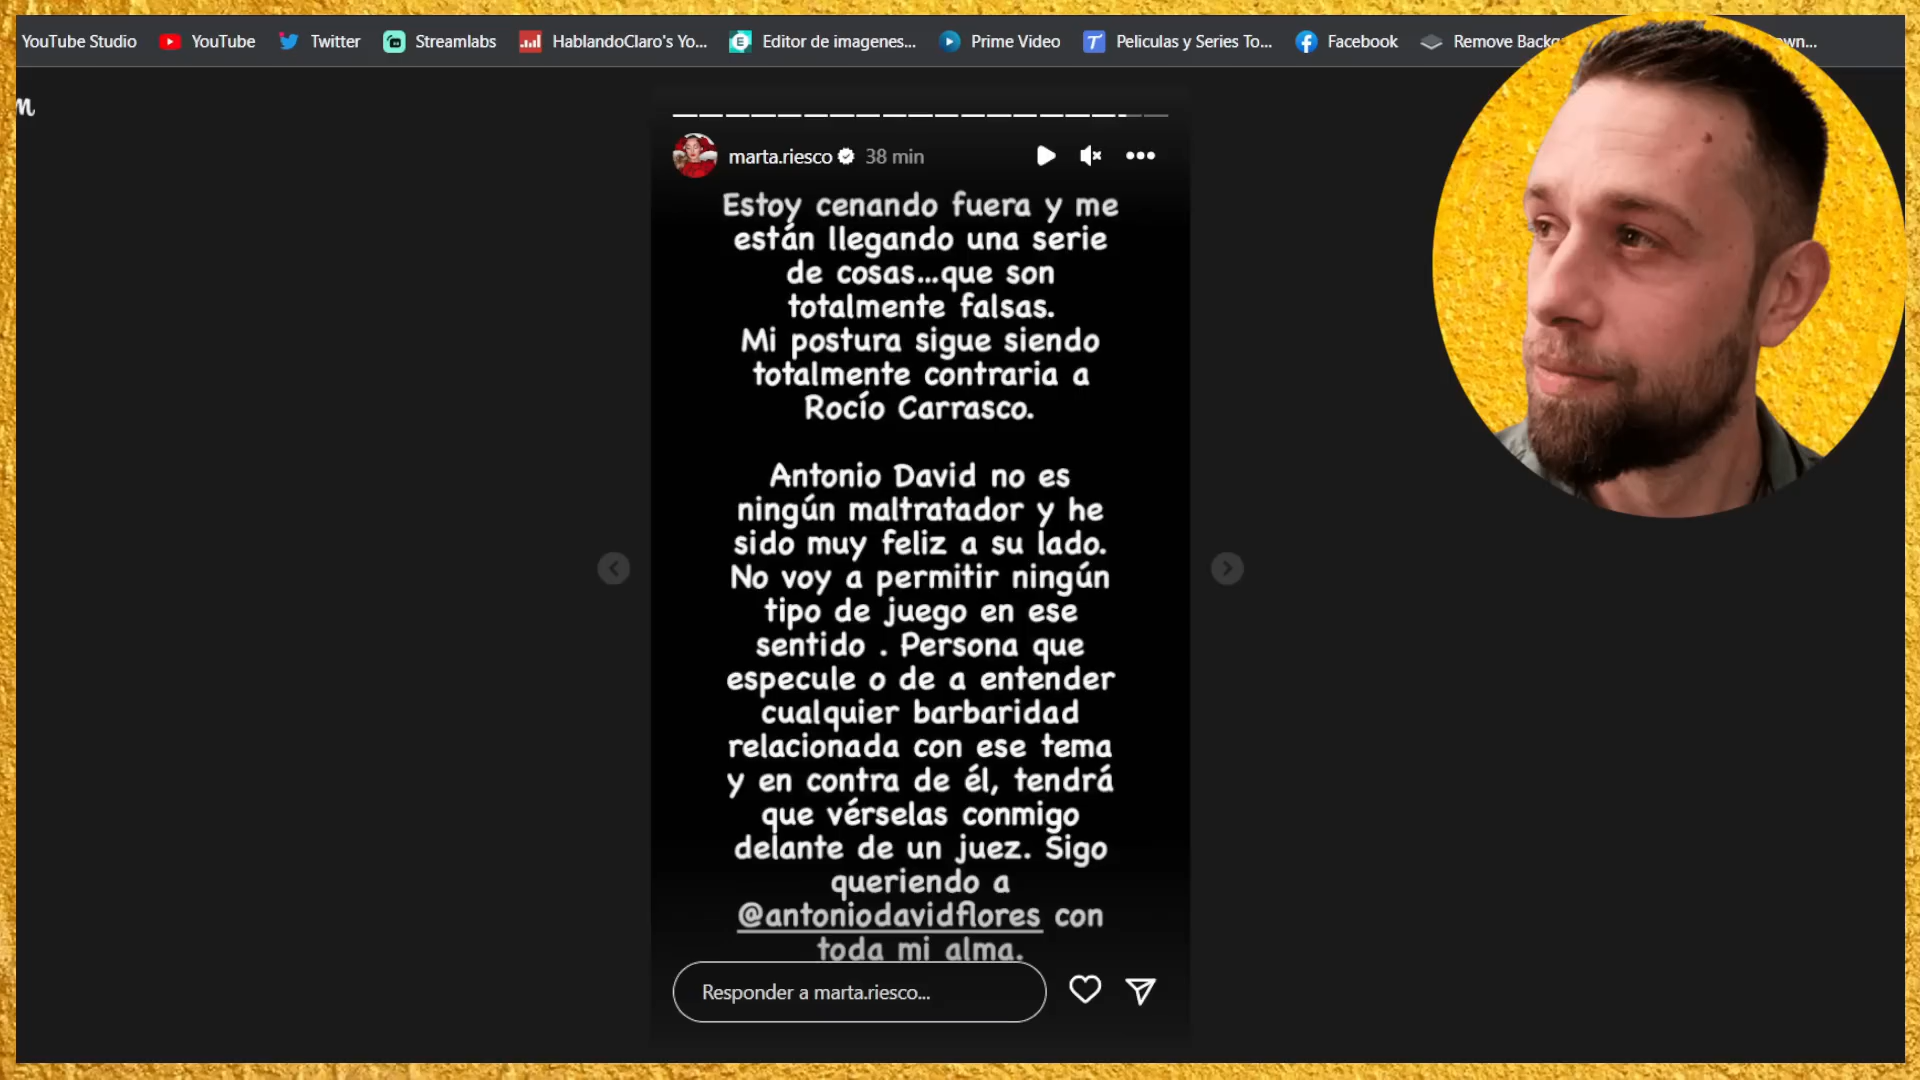 YouTube Studio
YouTube
Twitter
Streamlabs
HablandoClaro's Yo...
Editor de imagenes...
Prime Video
Peliculas y Series To...
Facebook
Remove
m
marta.riesco 38 min
Estoy cenando fuera y me
están llegando una serie
de cosas...que son
totalmente falsas.
Mi postura sigue siendo
totalmente contraria a
Rocío Carrasco.
Antonio David no es
ningún maltratador y he
sido muy feliz a su lado.
No voy a permitir ningún
tipo de juego en ese
sentido . Persona que
especule o de a entender
cualquier barbaridad
relacionada con ese tema
y en contra de él, tendrá
que vérselas conmigo
delante de un juez. Sigo
queriendo a
@antoniodavidflores con
toda mi alma.
Responder a marta.riesco...